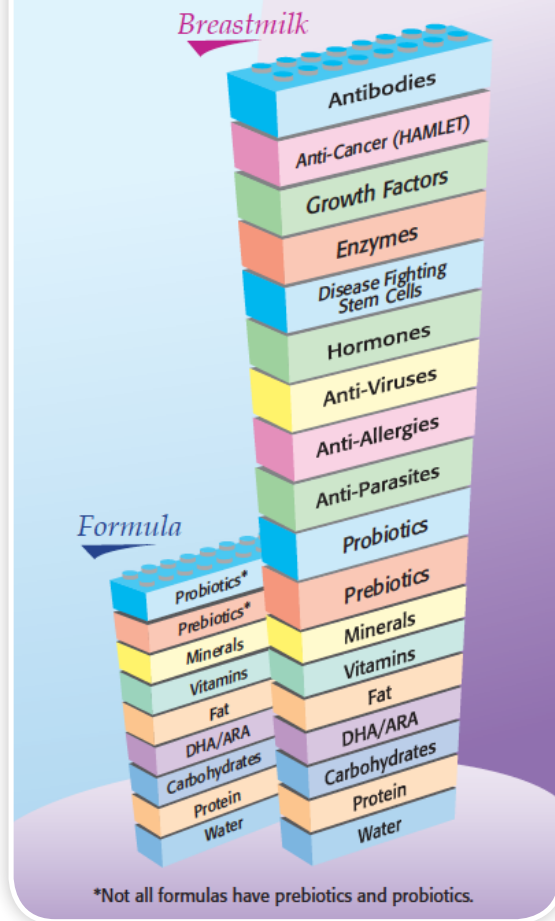 Breastmilk
Antibodies
Anti-Cancer (HAMLET)
Growth Factors
Enzymes
Disease Fighting
Stem Cells
Hormones
Anti-Viruses
Anti-Allergies
Anti-Parasites
Probiotics
Prebiotics
Minerals
Vitamins
Fat
DHA/ARA
Carbohydrates
Protein
Water
Formula
Probiotics*
Prebiotics*
Minerals
Vitamins
Fat
DHA/ARA
Carbohydrates
Protein
Water
*Not all formulas have prebiotics and probiotics.